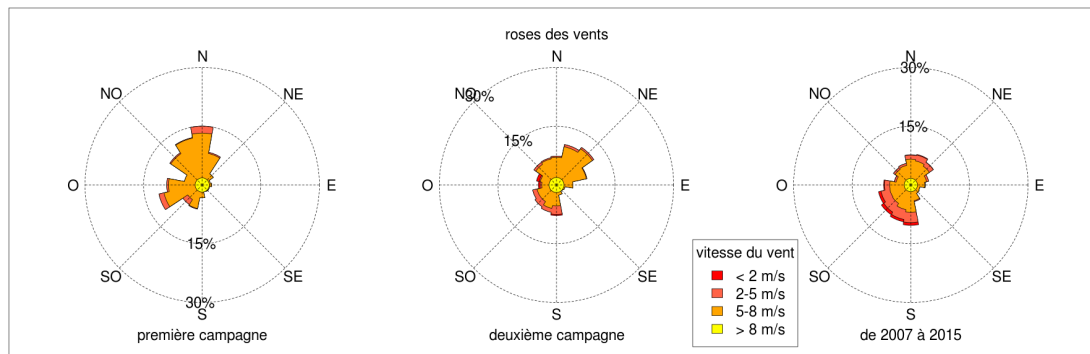 roses des vents
N
NO
NE
O
E
15%
SO
SE
30%
S
première campagne
N
NO
30%
NE
15%
O
E
SO
SE
S
deuxième campagne
N
30%
NO
NE
15%
O
E
SO
SE
S
de 2007 à 2015
vitesse du vent
< 2 m/s
2-5 m/s
5-8 m/s
> 8 m/s